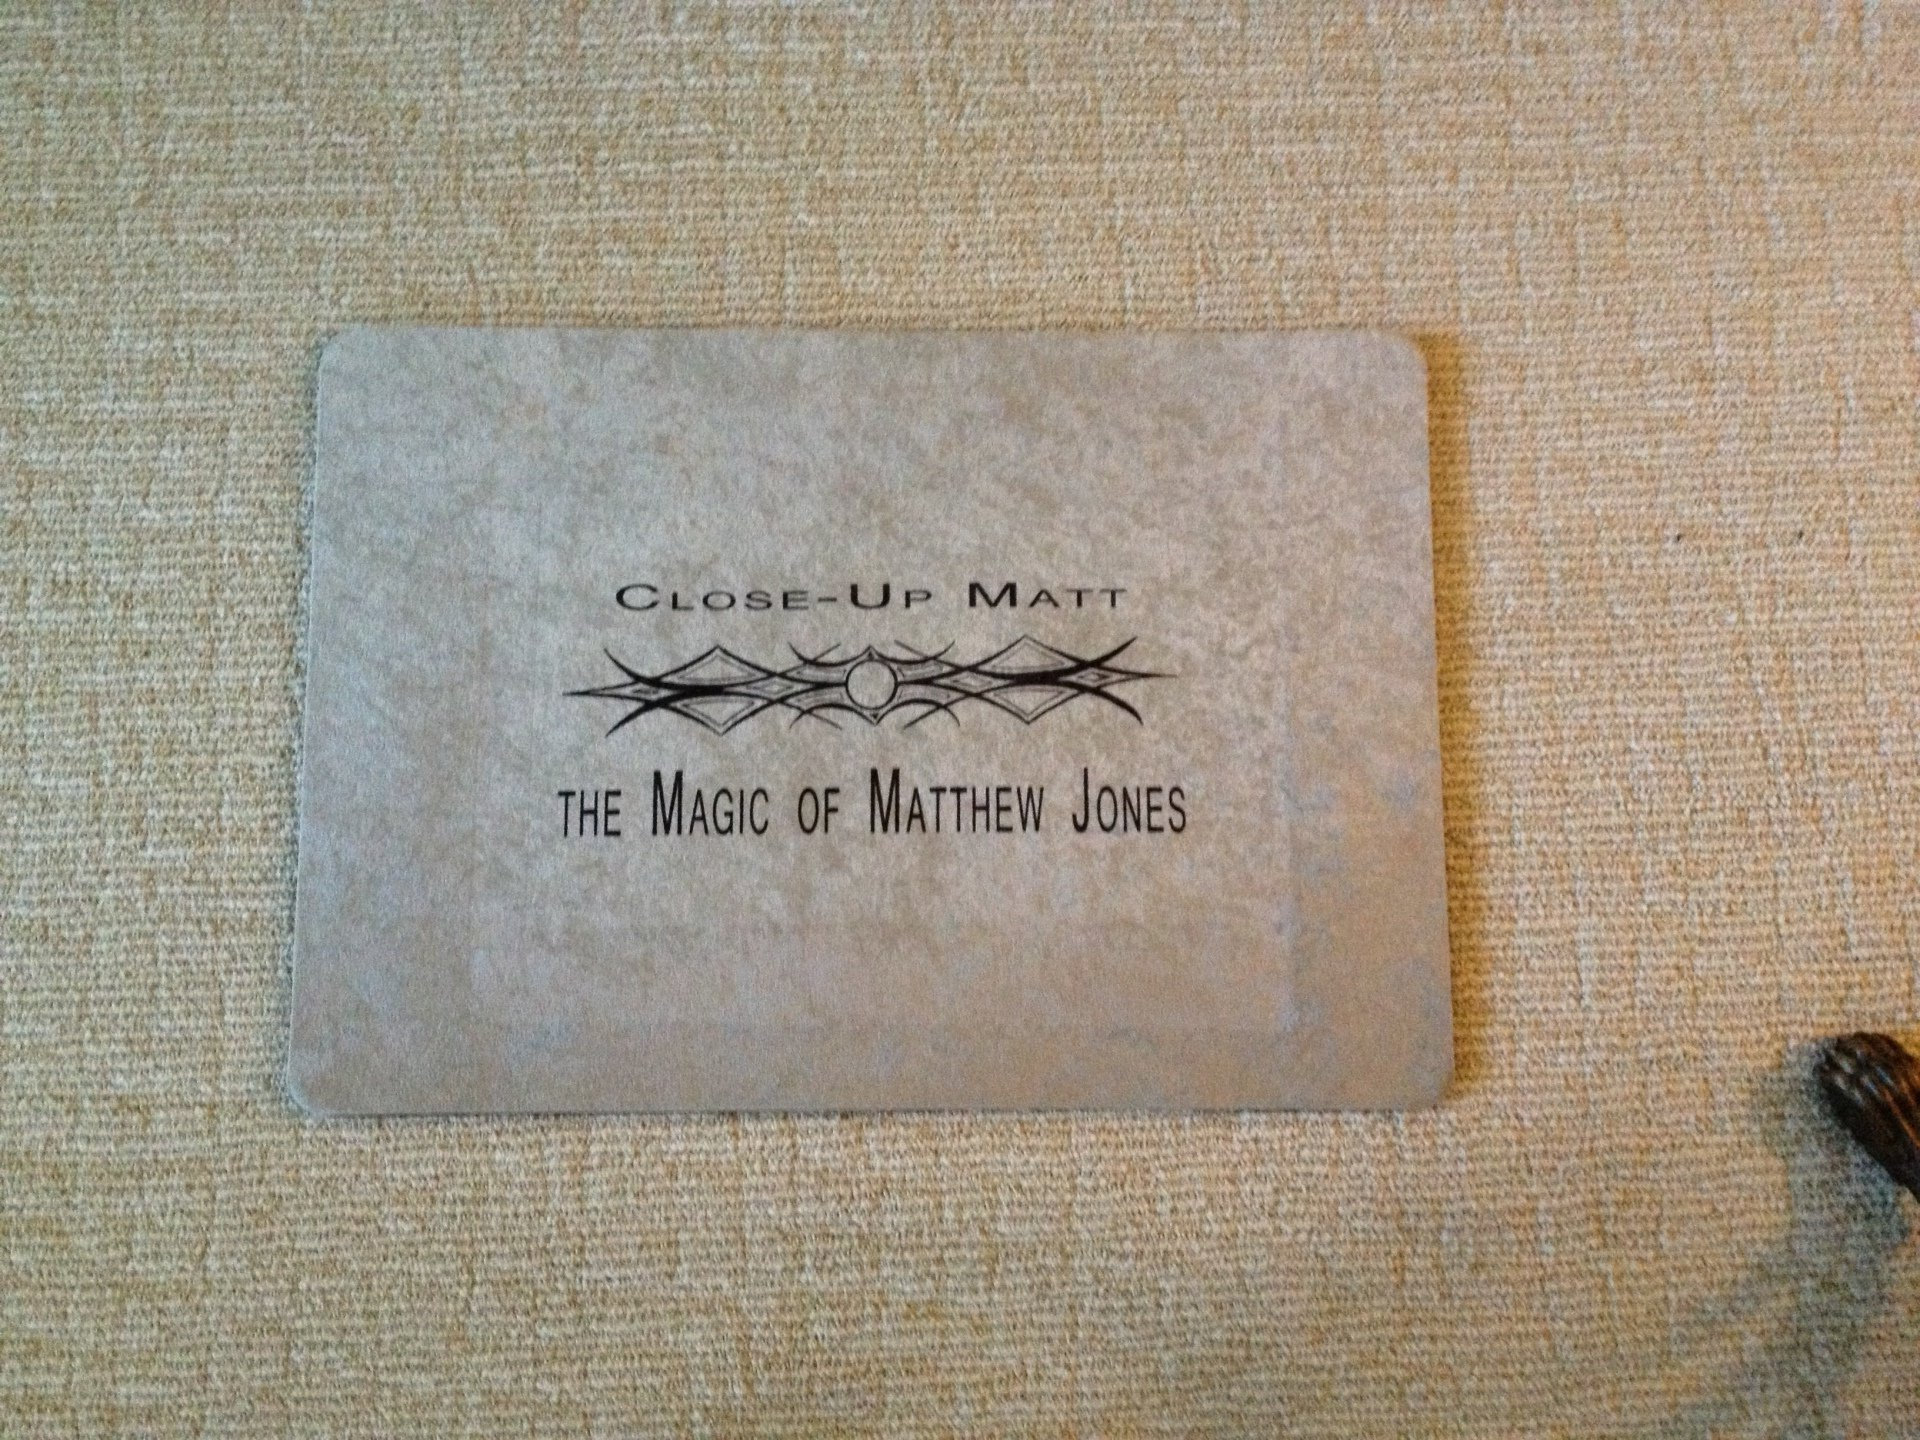 Close-Up Matt
the Magic of Matthew Jones